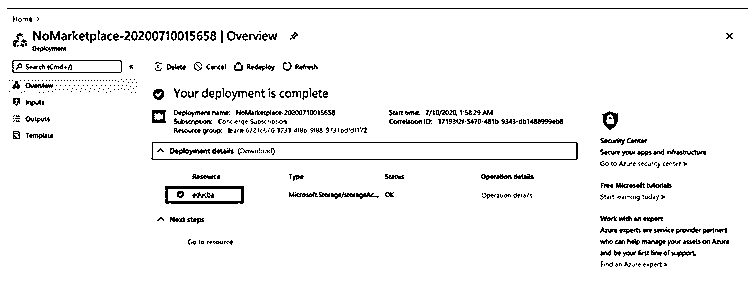 Home >
NoMarketplace-20200710015658 | Overview
Deployment
Search (Cmd+/)
«
Delete Cancel Redeploy Refresh
Overview
Inputs
Outputs
Template
Your deployment is complete
Deployment name: NoMarketplace-20200710015658
Subscription: Concierge Subscription
Resource group:
Start time: 7/10/2020, 1:58:29 AM
Correlation ID:
Deployment details (Download)
Resource Type Status Operation details
educba Microsoft.Storage/storageAc... OK Operation details
Next steps
Go to resource
Security Center
Secure your apps and infrastructure
Go to Azure security center >
Free Microsoft tutorials
Start learning today >
Work with an expert
Azure experts are service provider partners
who can help manage your assets on Azure
and be your first line of support.
Find an Azure expert >